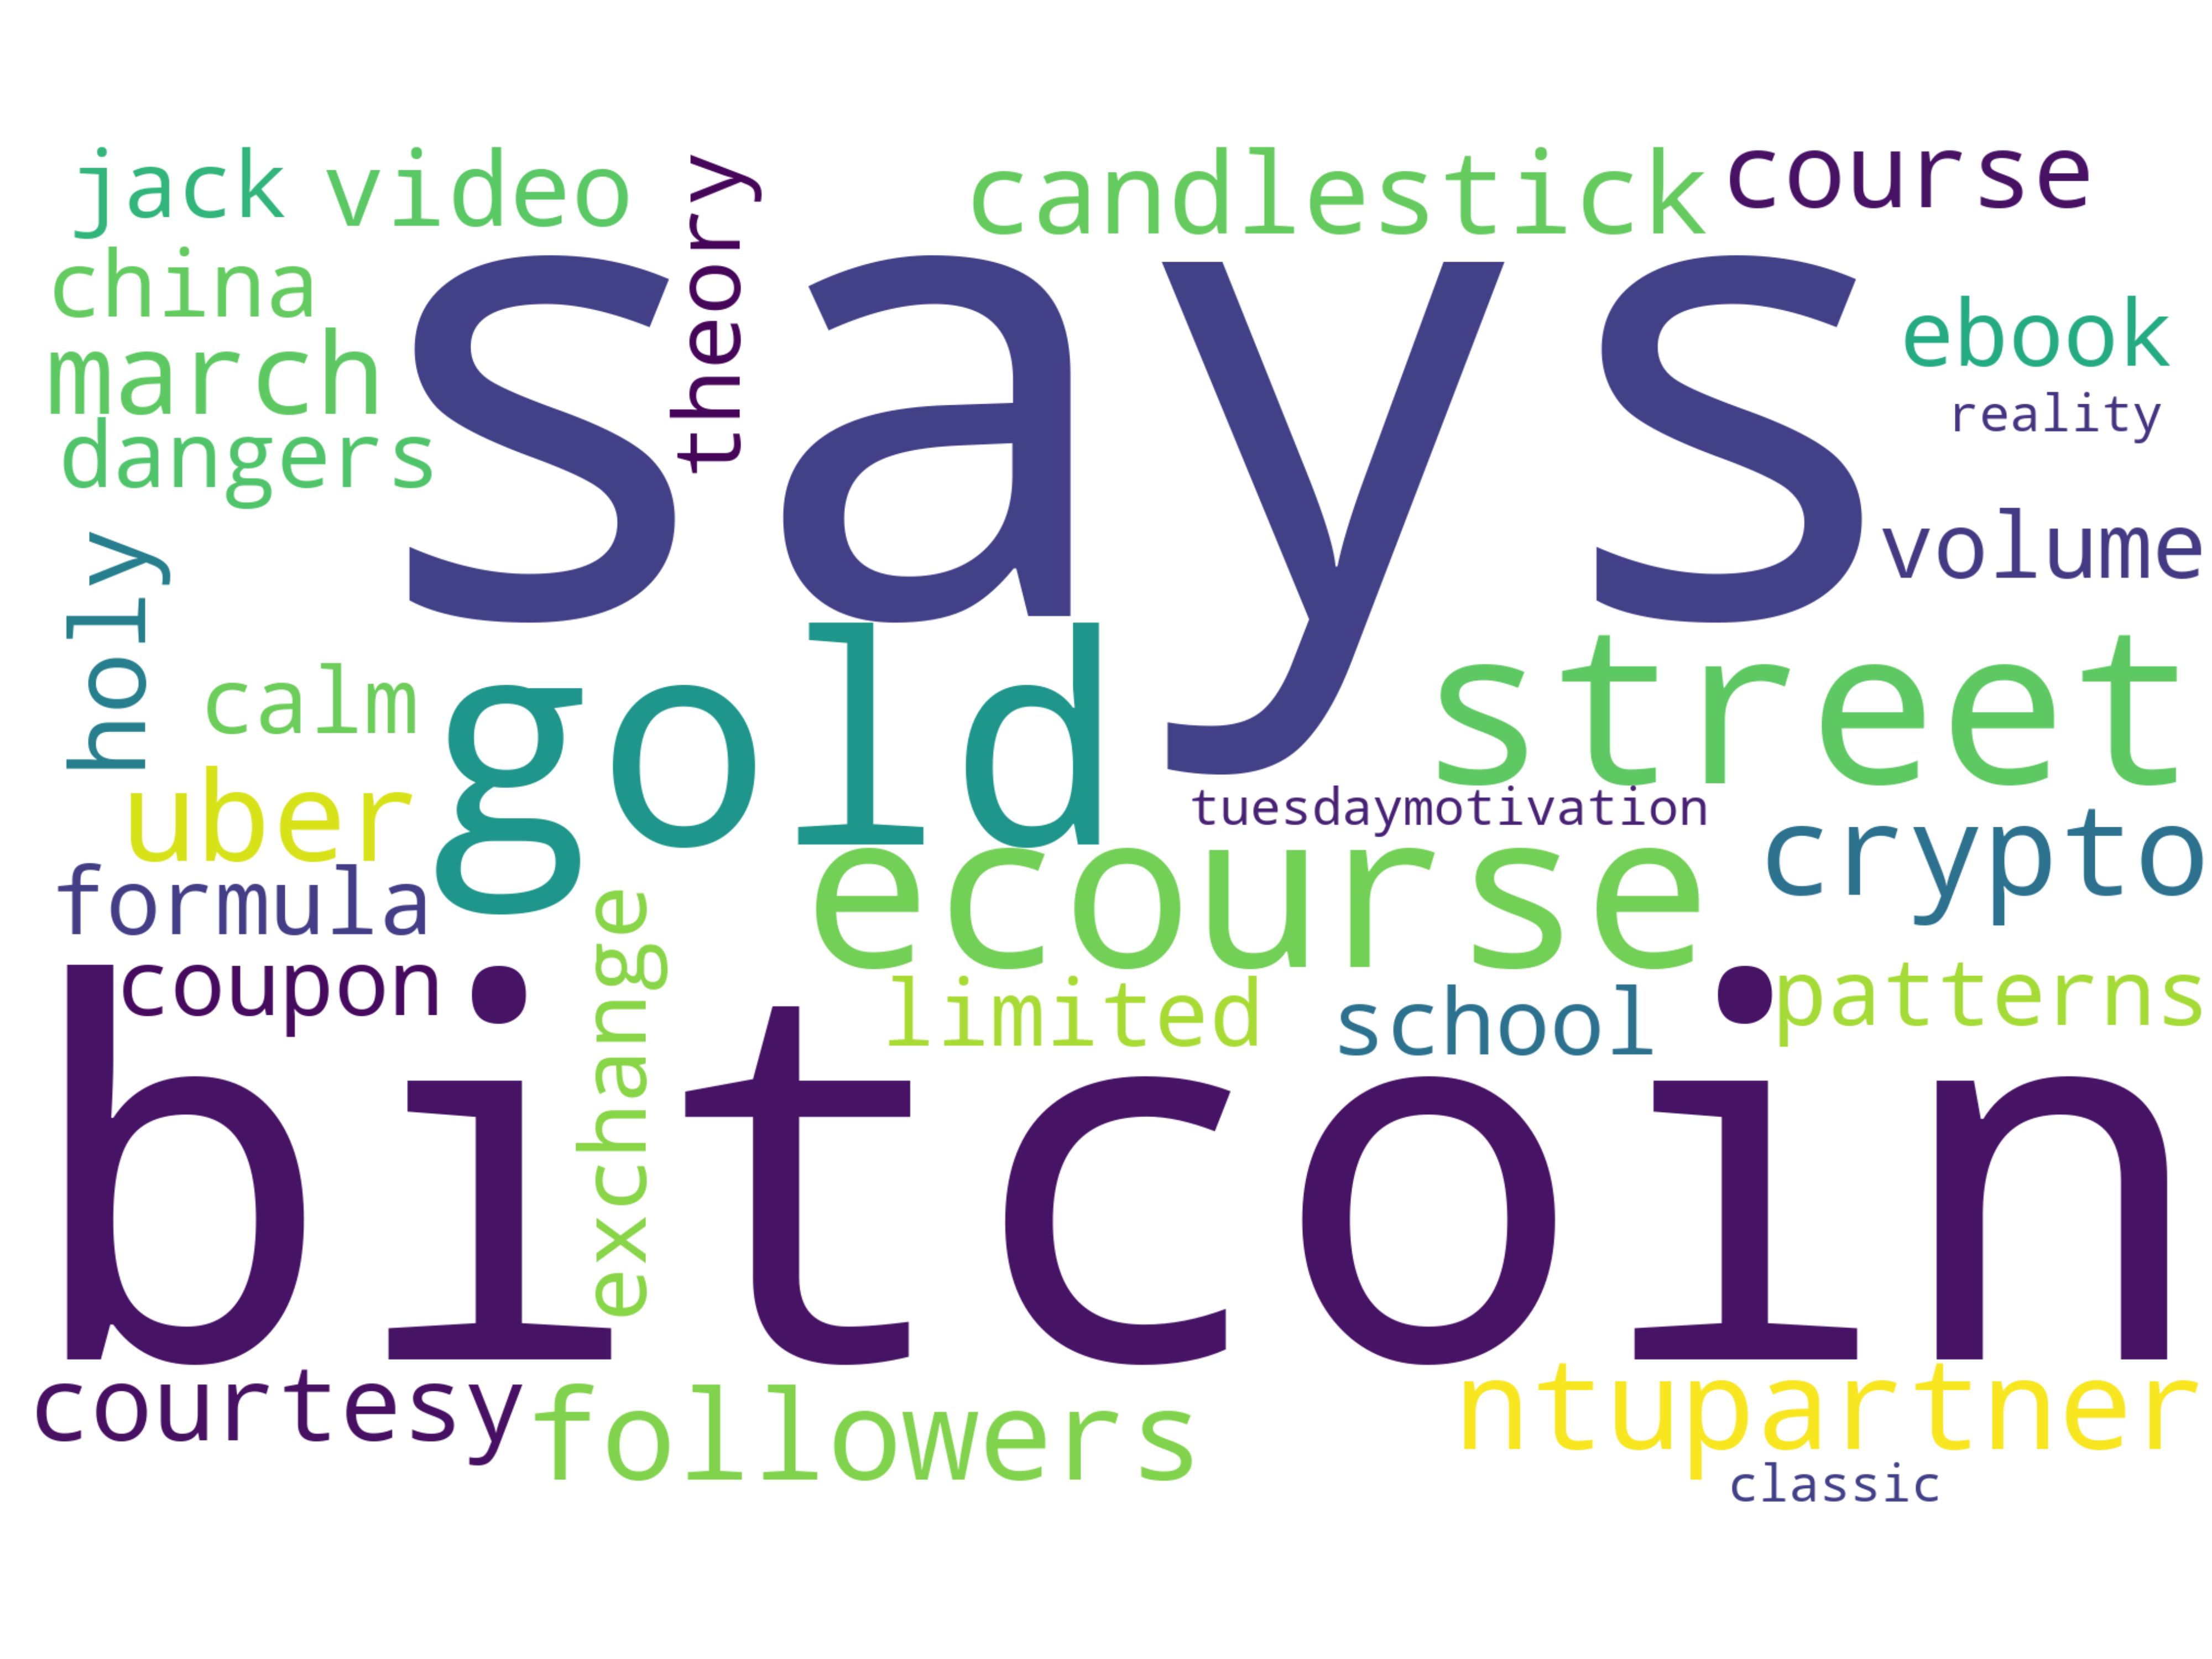 jack video theory candlestick course
china
march
dangers
says
ebook
reality
volume
holy
calm
gold
street
uber
tuesdaymotivation
crypto
formula
ecourse
coupon
exchange
limited
school
patterns
bitcoin
courtesy
followers
ntupartner
classic